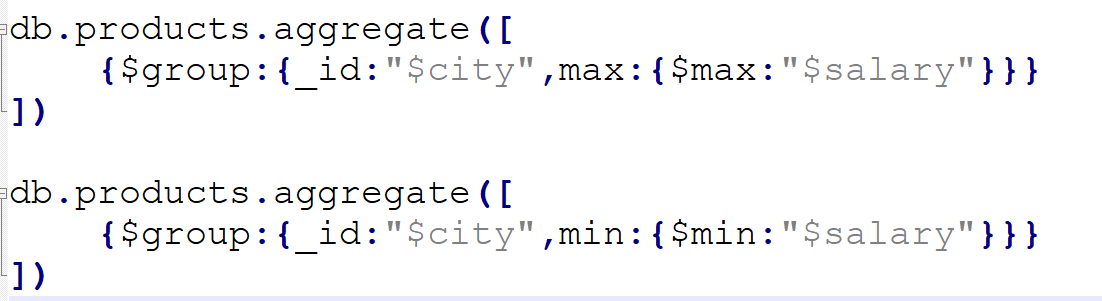 db.products.aggregate([
    {$group:{_id:"$city",max:{$max:"$salary"}}}
])

db.products.aggregate([
    {$group:{_id:"$city",min:{$min:"$salary"}}}
])